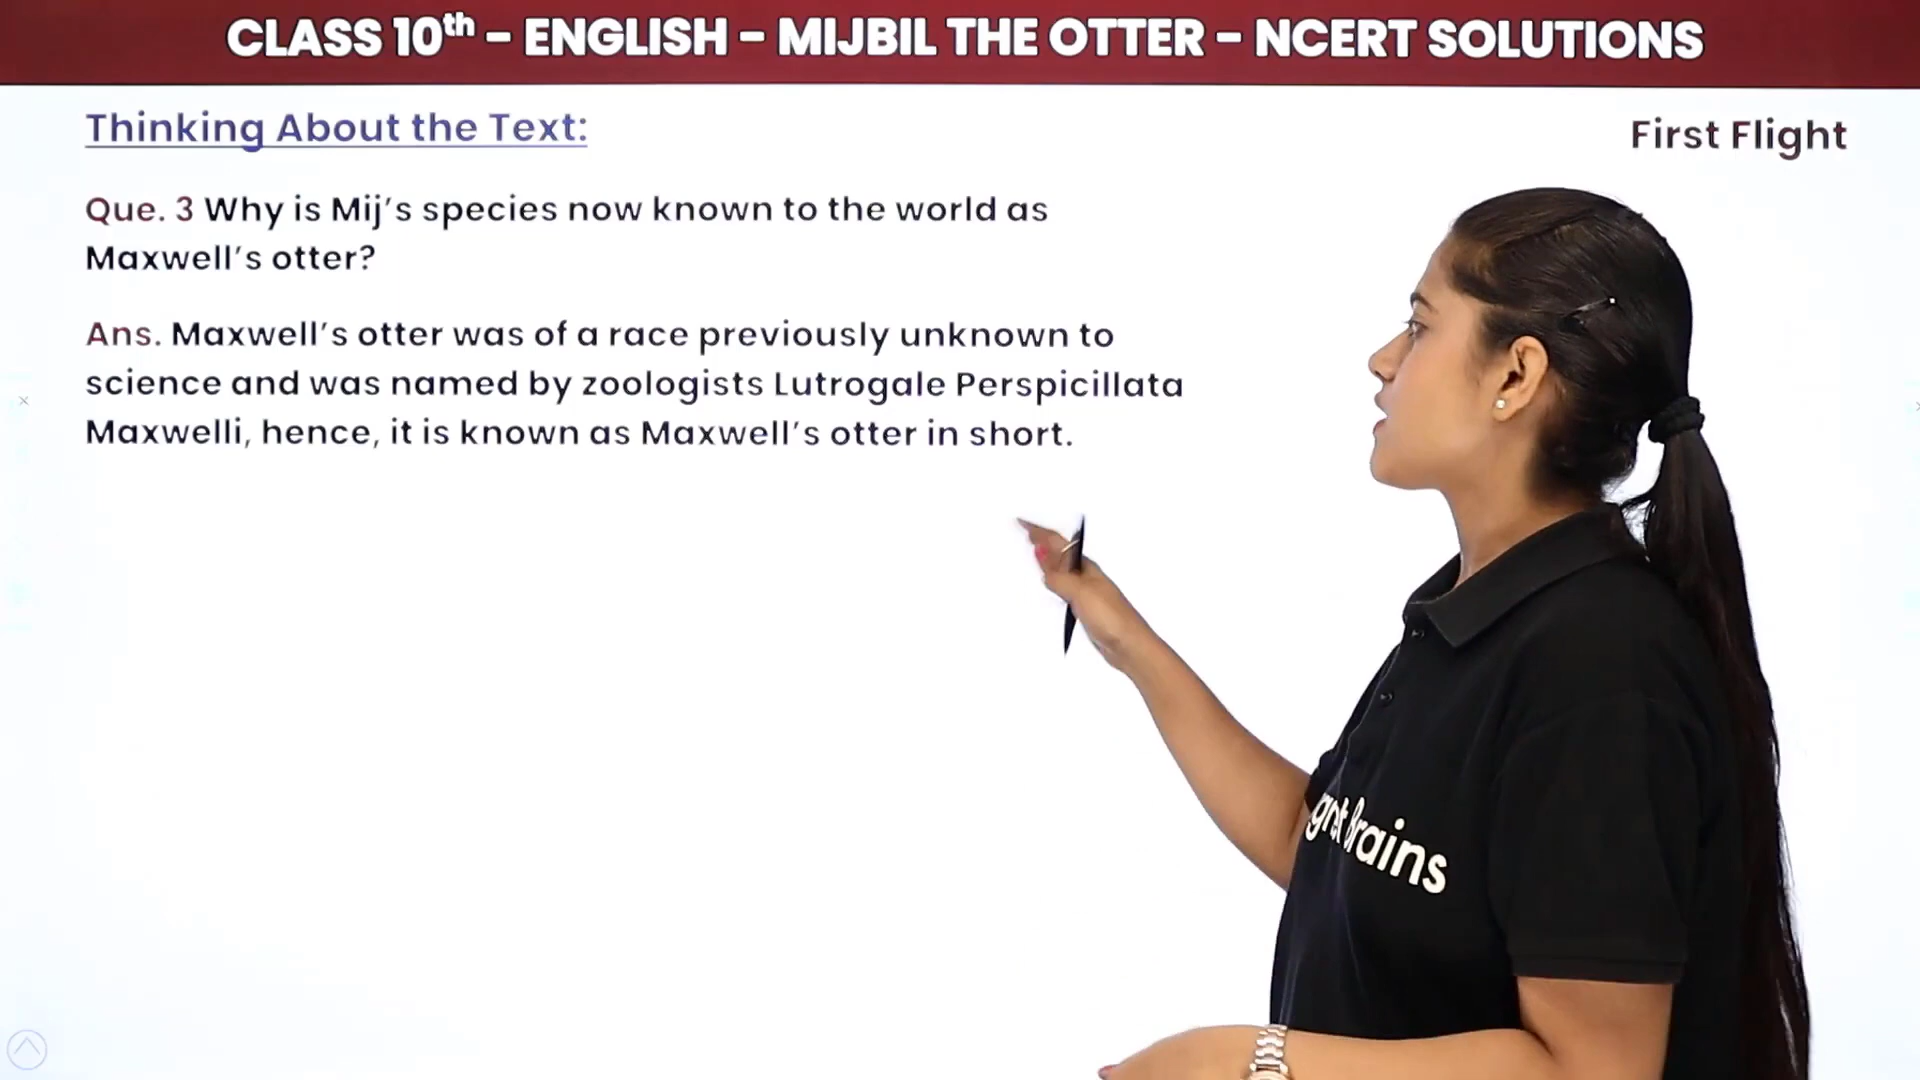 CLASS 10th – ENGLISH – MIJBIL THE OTTER – NCERT SOLUTIONS
Thinking About the Text:
First Flight
Que. 3 Why is Mij's species now known to the world as
Maxwell's otter?
Ans. Maxwell's otter was of a race previously unknown to
science and was named by zoologists Lutrogale Perspicillata
Maxwelli, hence, it is known as Maxwell's otter in short.
gnet Brains